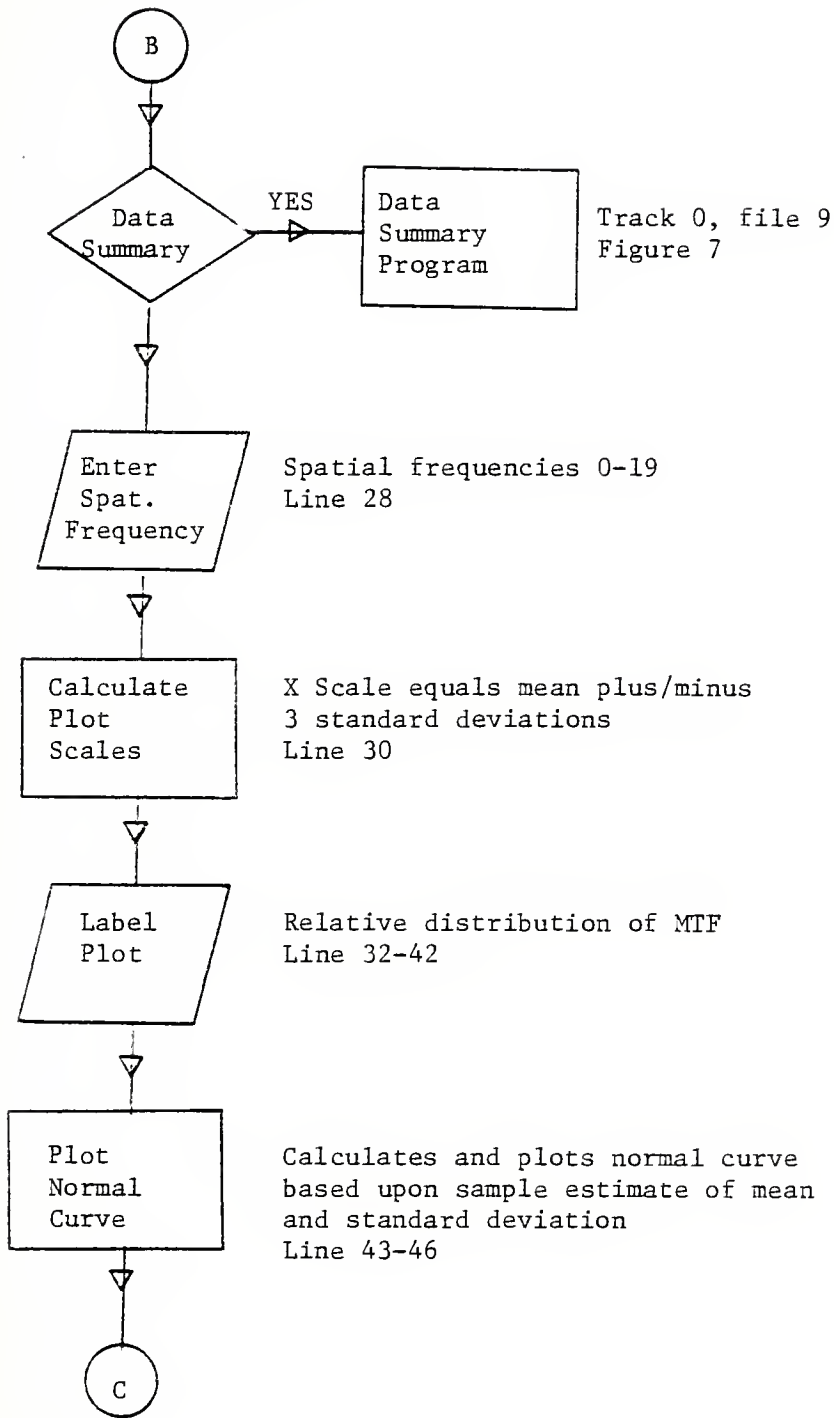 B
Data
Summary
YES
Data
Summary
Program
Track 0, file 9
Figure 7
Enter
Spat.
Frequency
Spatial frequencies 0-19
Line 28
Calculate
Plot
Scales
X Scale equals mean plus/minus
3 standard deviations
Line 30
Label
Plot
Relative distribution of MTF
Line 32-42
Plot
Normal
Curve
Calculates and plots normal curve
based upon sample estimate of mean
and standard deviation
Line 43-46
C